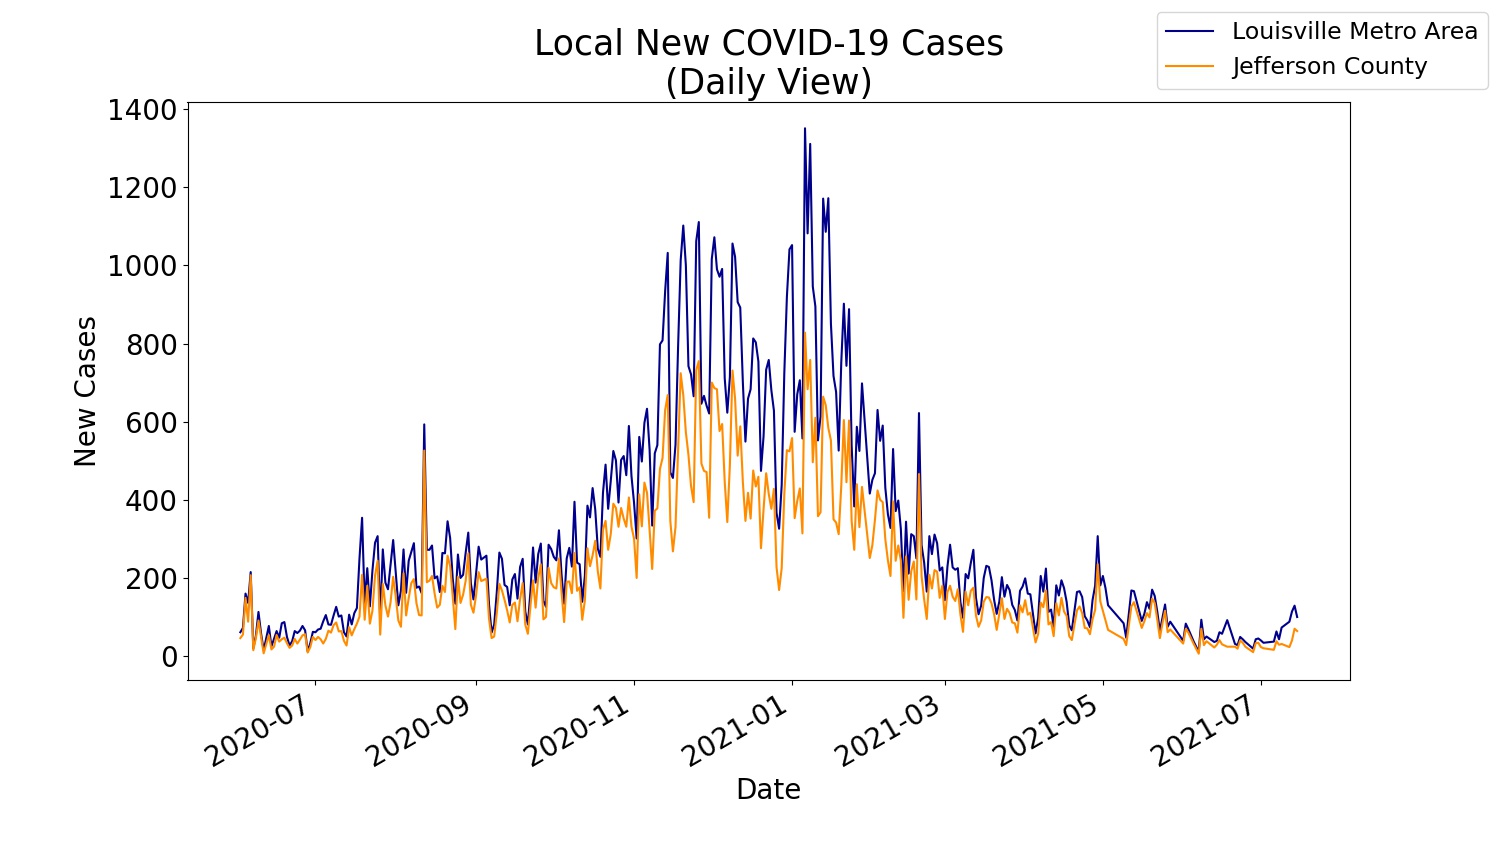 Local New COVID-19 Cases
(Daily View)
Louisville Metro Area
Jefferson County
1400
1200
1000
800
600
400
200
0
New Cases
2020-07
2020-09
2020-11
2021-01
2021-03
2021-05
2021-07
Date